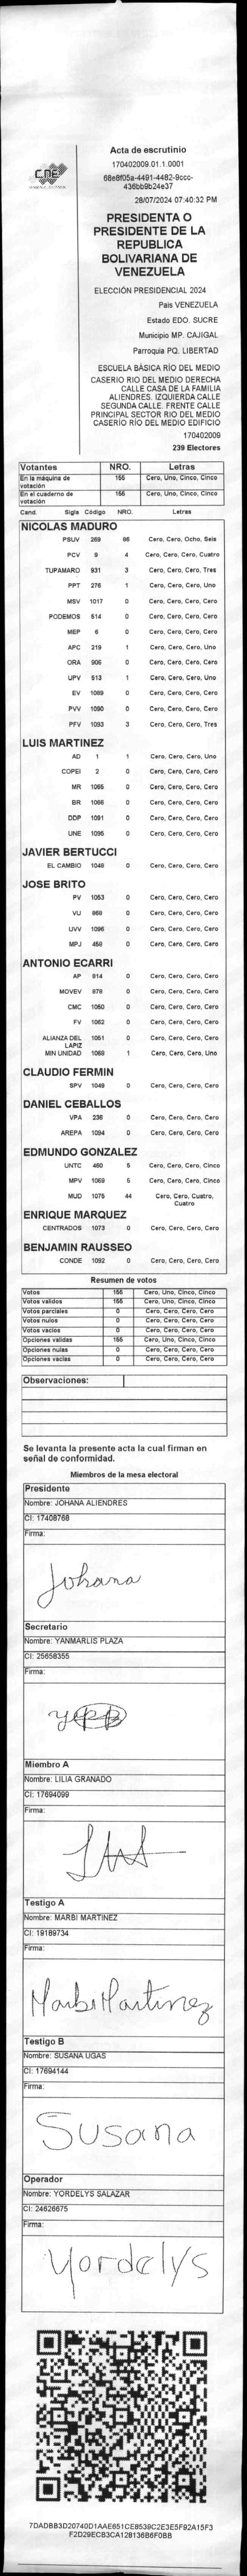 Acta de escrutinio
170402009.01.1.0001
68e8f05a-4491-4482-9ccc-
436bb9b24e37
28/07/2024 07:40:32 PM
CNE
PRESIDENTA O
PRESIDENTE DE LA
REPUBLICA
BOLIVARIANA DE
VENEZUELA
ELECCIÓN PRESIDENCIAL 2024
País VENEZUELA
Estado EDO. SUCRE
Municipio MP. CAJIGAL
Parroquia PQ. LIBERTAD
ESCUELA BÁSICA RÍO DEL MEDIO
CASERIO RIO DEL MEDIO DERECHA
CALLE CASA DE LA FAMILIA
ALIENDRES. IZQUIERDA CALLE
SEGUNDA CALLE. FRENTE CALLE
PRINCIPAL SECTOR RIO DEL MEDIO
CASERÍO RÍO DEL MEDIO EDIFICIO
170402009
239 Electores
Votantes NRO. Letras
En la máquina de votación 155 Cero, Uno, Cinco, Cinco
En el cuaderno de votación 155 Cero, Uno, Cinco, Cinco
Cand. Sigla Código NRO. Letras
NICOLAS MADURO
PSUV 269 86 Cero, Cero, Ocho, Seis
PCV 9 4 Cero, Cero, Cero, Cuatro
TUPAMARO 931 3 Cero, Cero, Cero, Tres
PPT 276 1 Cero, Cero, Cero, Uno
MSV 1017 0 Cero, Cero, Cero, Cero
PODEMOS 514 0 Cero, Cero, Cero, Cero
MEP 6 0 Cero, Cero, Cero, Cero
APC 219 1 Cero, Cero, Cero, Uno
ORA 906 0 Cero, Cero, Cero, Cero
UPV 513 1 Cero, Cero, Cero, Uno
EV 1089 0 Cero, Cero, Cero, Cero
PVV 1090 0 Cero, Cero, Cero, Cero
PFV 1093 3 Cero, Cero, Cero, Tres
LUIS MARTINEZ
AD 1 1 Cero, Cero, Cero, Uno
COPEI 2 0 Cero, Cero, Cero, Cero
MR 1065 0 Cero, Cero, Cero, Cero
BR 1066 0 Cero, Cero, Cero, Cero
DDP 1091 0 Cero, Cero, Cero, Cero
UNE 1095 0 Cero, Cero, Cero, Cero
JAVIER BERTUCCI
EL CAMBIO 1048 0 Cero, Cero, Cero, Cero
JOSE BRITO
PV 1053 0 Cero, Cero, Cero, Cero
VU 868 0 Cero, Cero, Cero, Cero
UVV 1096 0 Cero, Cero, Cero, Cero
MPJ 459 0 Cero, Cero, Cero, Cero
ANTONIO ECARRI
AP 814 0 Cero, Cero, Cero, Cero
MOVEV 878 0 Cero, Cero, Cero, Cero
CMC 1050 0 Cero, Cero, Cero, Cero
FV 1062 0 Cero, Cero, Cero, Cero
ALIANZA DEL LAPIZ 1051 0 Cero, Cero, Cero, Cero
MIN UNIDAD 1069 1 Cero, Cero, Cero, Uno
CLAUDIO FERMIN
SPV 1049 0 Cero, Cero, Cero, Cero
DANIEL CEBALLOS
VPA 236 0 Cero, Cero, Cero, Cero
AREPA 1094 0 Cero, Cero, Cero, Cero
EDMUNDO GONZALEZ
UNTC 460 5 Cero, Cero, Cero, Cinco
MPV 5 Cero, Cero, Cero, Cinco
MUD 1075 44 Cero, Cero, Cuatro, Cuatro
ENRIQUE MARQUEZ
CENTRADOS 1073 0 Cero, Cero, Cero, Cero
BENJAMIN RAUSSEO
CONDE 1092 0 Cero, Cero, Cero, Cero
Resumen de votos
Votos 155 Cero, Uno, Cinco, Cinco
Votos validos 155 Cero, Uno, Cinco, Cinco
Votos parciales 0 Cero, Cero, Cero, Cero
Votos nulos 0 Cero, Cero, Cero, Cero
Votos vacíos 0 Cero, Cero, Cero, Cero
Opciones validas 155 Cero, Uno, Cinco, Cinco
Opciones nulas 0 Cero, Cero, Cero, Cero
Opciones vacías 0 Cero, Cero, Cero, Cero
Observaciones:
Se levanta la presente acta la cual firman en
señal de conformidad.
Miembros de la mesa electoral
Presidente
Nombre: JOHANA ALIENDRES
CI: 17408768
Firma:
Johana
Secretario
Nombre: YANMARLIS PLAZA
CI: 25658355
Firma:
Miembro A
Nombre: LILIA GRANADO
CI: 17694099
Firma:
Testigo A
Nombre: MARBI MARTINEZ
CI: 19189734
Firma:
Marbi Martinez
Testigo B
Nombre: SUSANA UGAS
CI: 17694144
Firma:
Susana
Operador
Nombre: YORDELYS SALAZAR
CI: 24626675
Firma:
Yordelys
7DADBB3D20740D1AAE651CE8539C2E3E5F92A15F3
F2D29ECB3CA128136B6F0BB